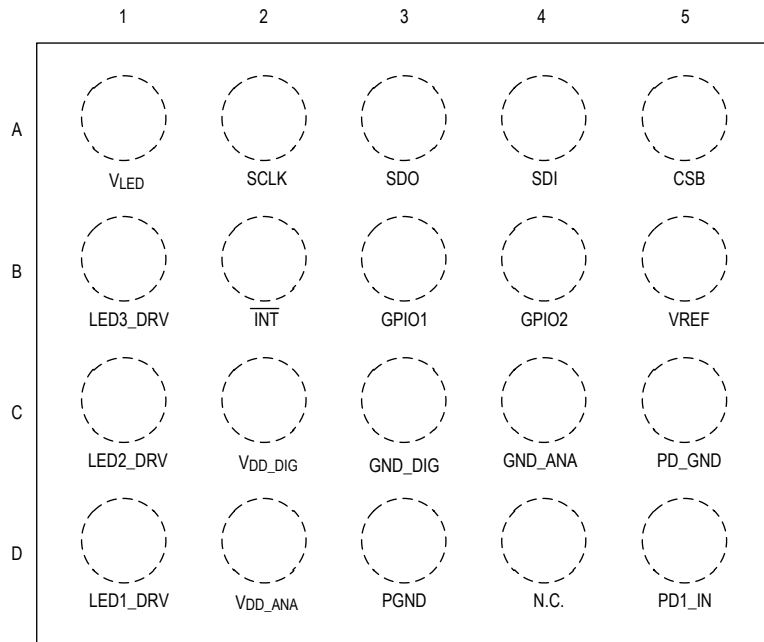 1 2 3 4 5
A
VLED SCLK SDO SDI CSB
B
LED3_DRV INT GPIO1 GPIO2 VREF
C
LED2_DRV VDD_DIG GND_DIG GND_ANA PD_GND
D
LED1_DRV VDD_ANA PGND N.C. PD1_IN